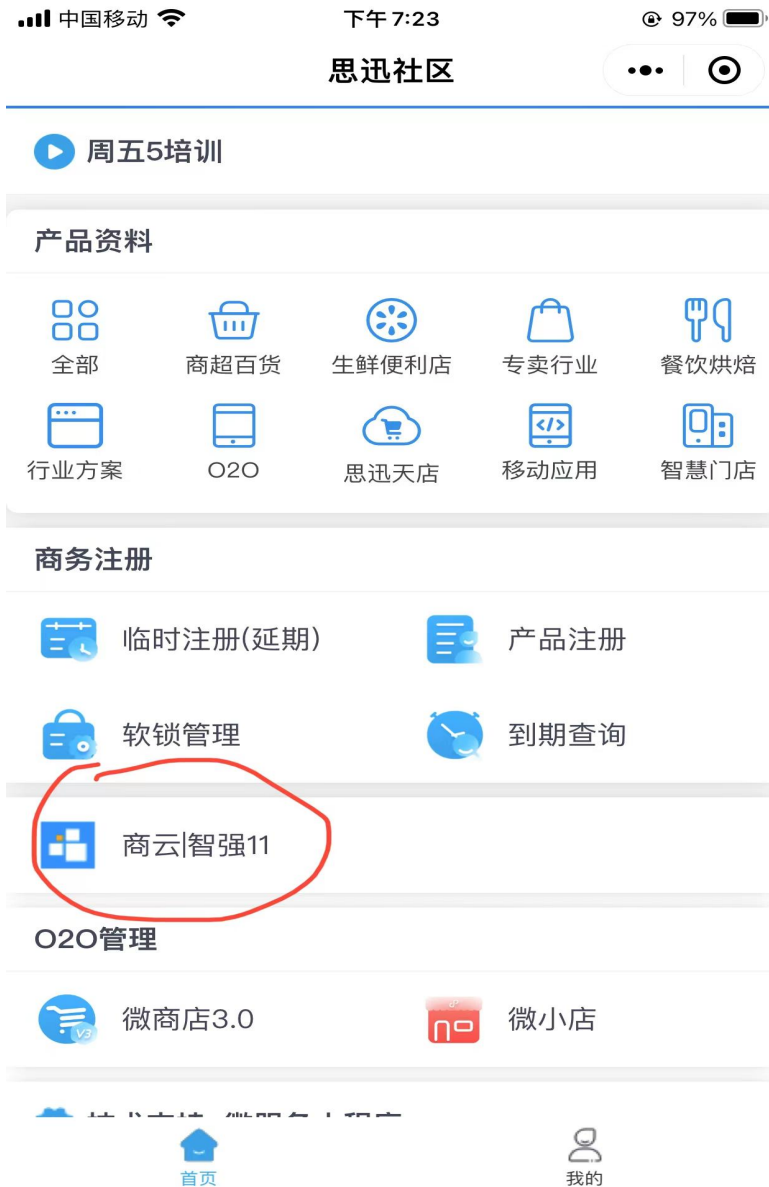 中国移动 下午7:23 97%
思迅社区
周五5培训
产品资料
全部 商超百货 生鲜便利店 专卖行业 餐饮烘焙
行业方案 O2O 思迅天店 移动应用 智慧门店
商务注册
临时注册(延期) 产品注册
软锁管理 到期查询
商云|智强11
O2O管理
V3 微商店3.0 微小店
首页 我的